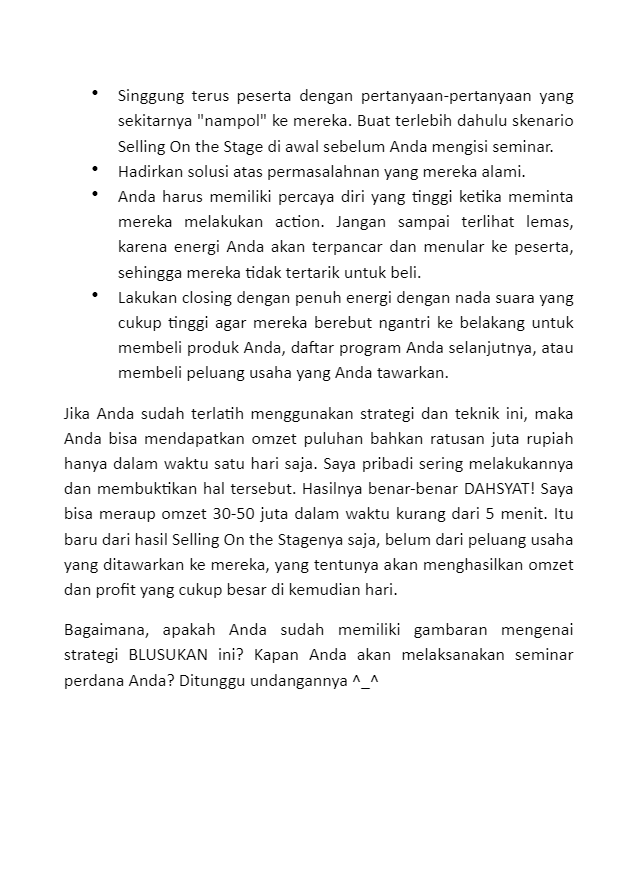 • Singgung terus peserta dengan pertanyaan-pertanyaan yang
sekitarnya "nampol" ke mereka. Buat terlebih dahulu skenario
Selling On the Stage di awal sebelum Anda mengisi seminar.
• Hadirkan solusi atas permasalahnan yang mereka alami.
• Anda harus memiliki percaya diri yang tinggi ketika meminta
mereka melakukan action. Jangan sampai terlihat lemas,
karena energi Anda akan terpancar dan menular ke peserta,
sehingga mereka tidak tertarik untuk beli.
• Lakukan closing dengan penuh energi dengan nada suara yang
cukup tinggi agar mereka berebut ngantri ke belakang untuk
membeli produk Anda, daftar program Anda selanjutnya, atau
membeli peluang usaha yang Anda tawarkan.
Jika Anda sudah terlatih menggunakan strategi dan teknik ini, maka
Anda bisa mendapatkan omzet puluhan bahkan ratusan juta rupiah
hanya dalam waktu satu hari saja. Saya pribadi sering melakukannya
dan membuktikan hal tersebut. Hasilnya benar-benar DAHSYAT! Saya
bisa meraup omzet 30-50 juta dalam waktu kurang dari 5 menit. Itu
baru dari hasil Selling On the Stagenya saja, belum dari peluang usaha
yang ditawarkan ke mereka, yang tentunya akan menghasilkan omzet
dan profit yang cukup besar di kemudian hari.
Bagaimana, apakah Anda sudah memiliki gambaran mengenai
strategi BLUSUKAN ini? Kapan Anda akan melaksanakan seminar
perdana Anda? Ditunggu undangannya ^_^